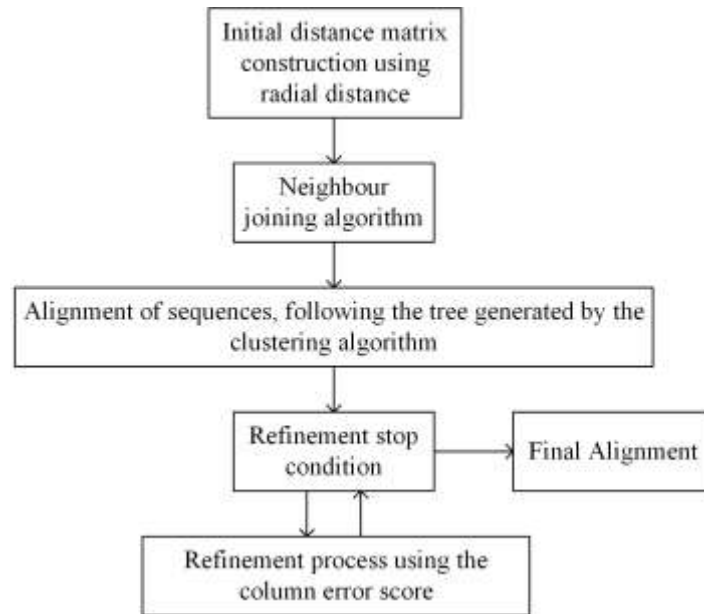 Initial distance matrix
construction using
radial distance
Neighbour
joining algorithm
Alignment of sequences, following the tree generated by the
clustering algorithm
Refinement stop
condition
Final Alignment
Refinement process using the
column error score